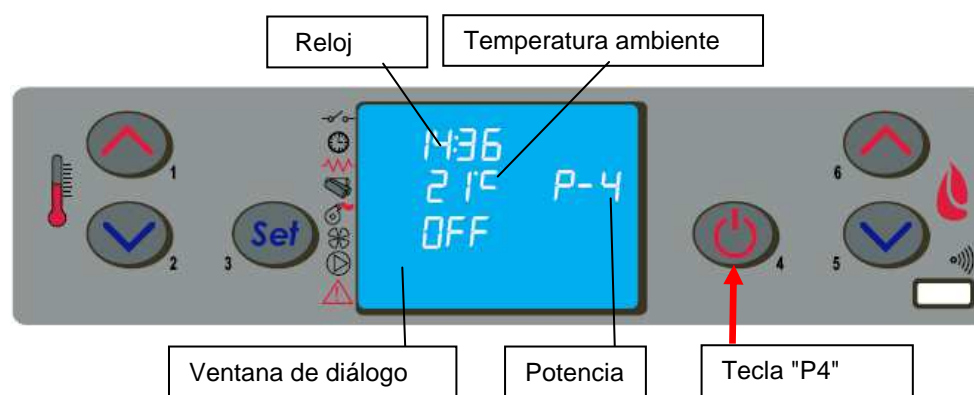 Reloj
Temperatura ambiente
14:36
21°C P-4
OFF
1
2
3
Set
4
5
6
Ventana de diálogo
Potencia
Tecla "P4"